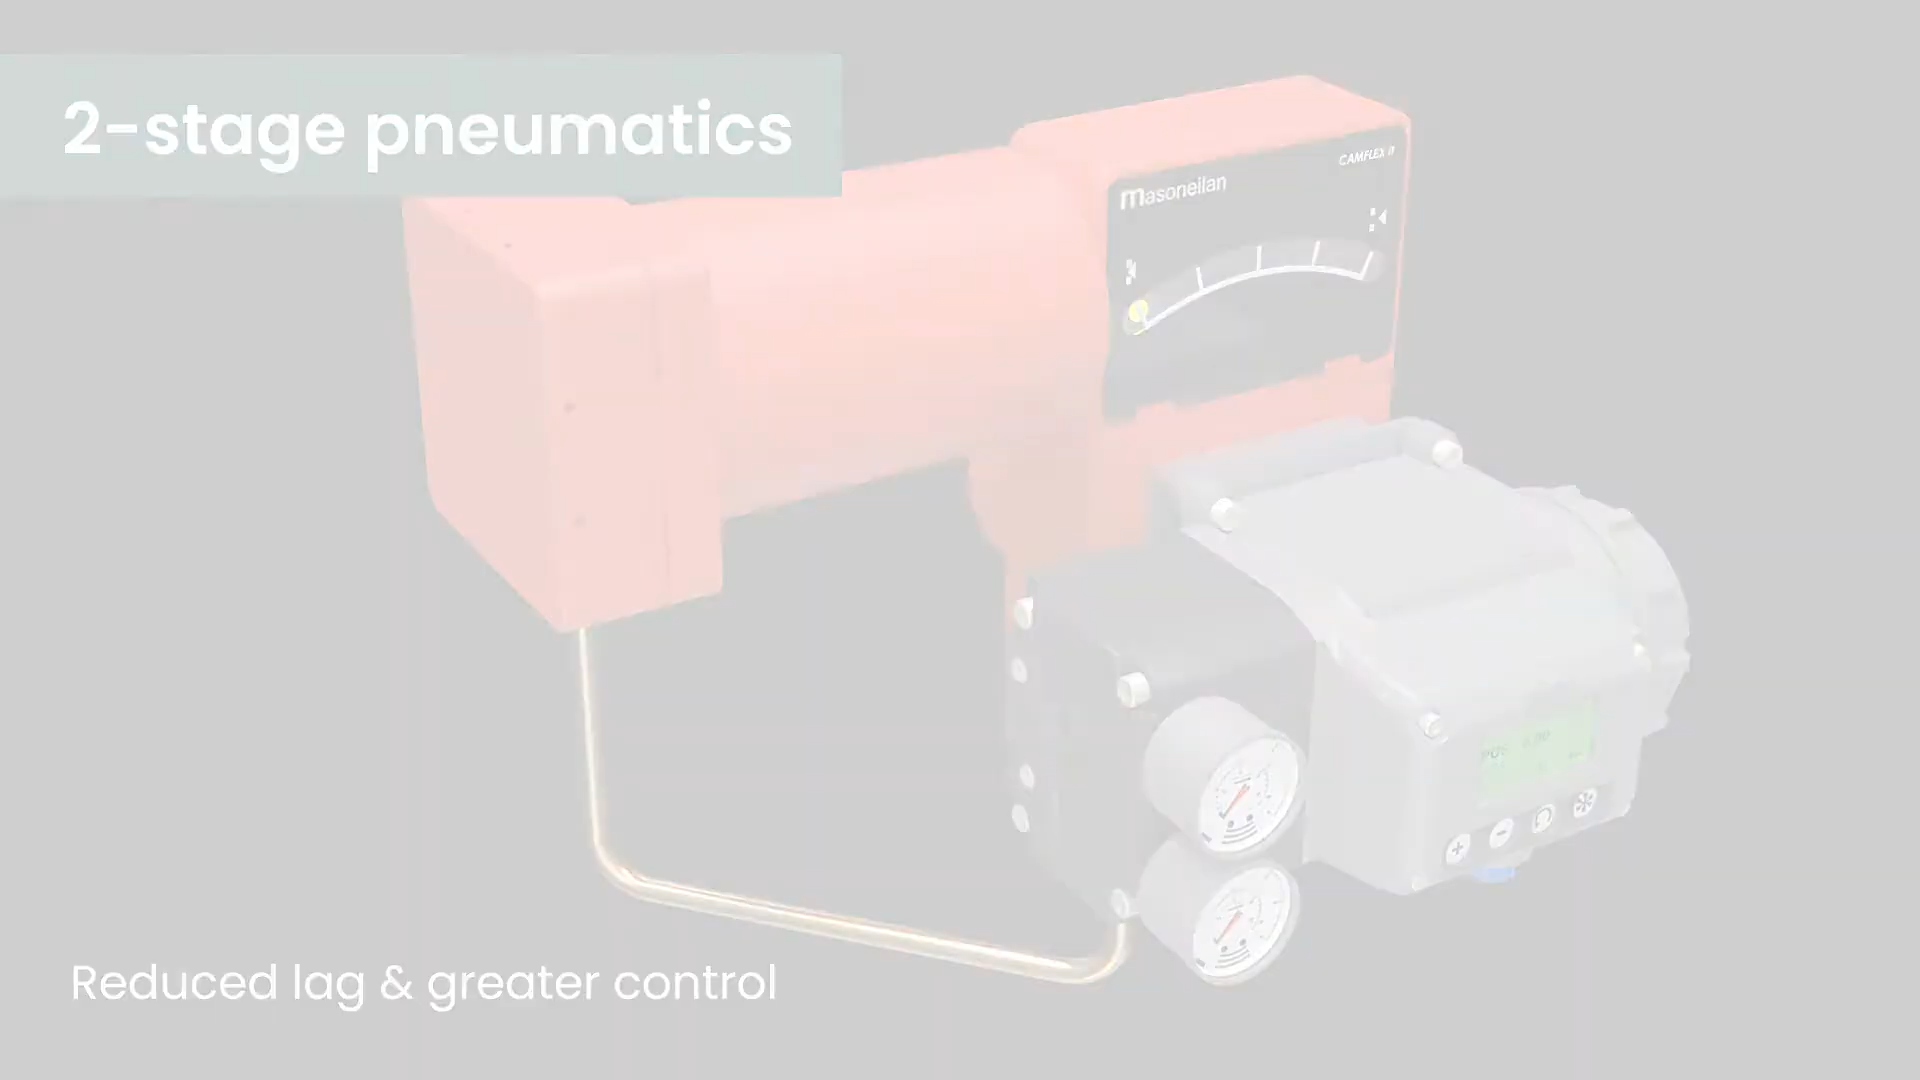 2-stage pneumatics
CAMFLEX II
masoneilan
Reduced lag & greater control